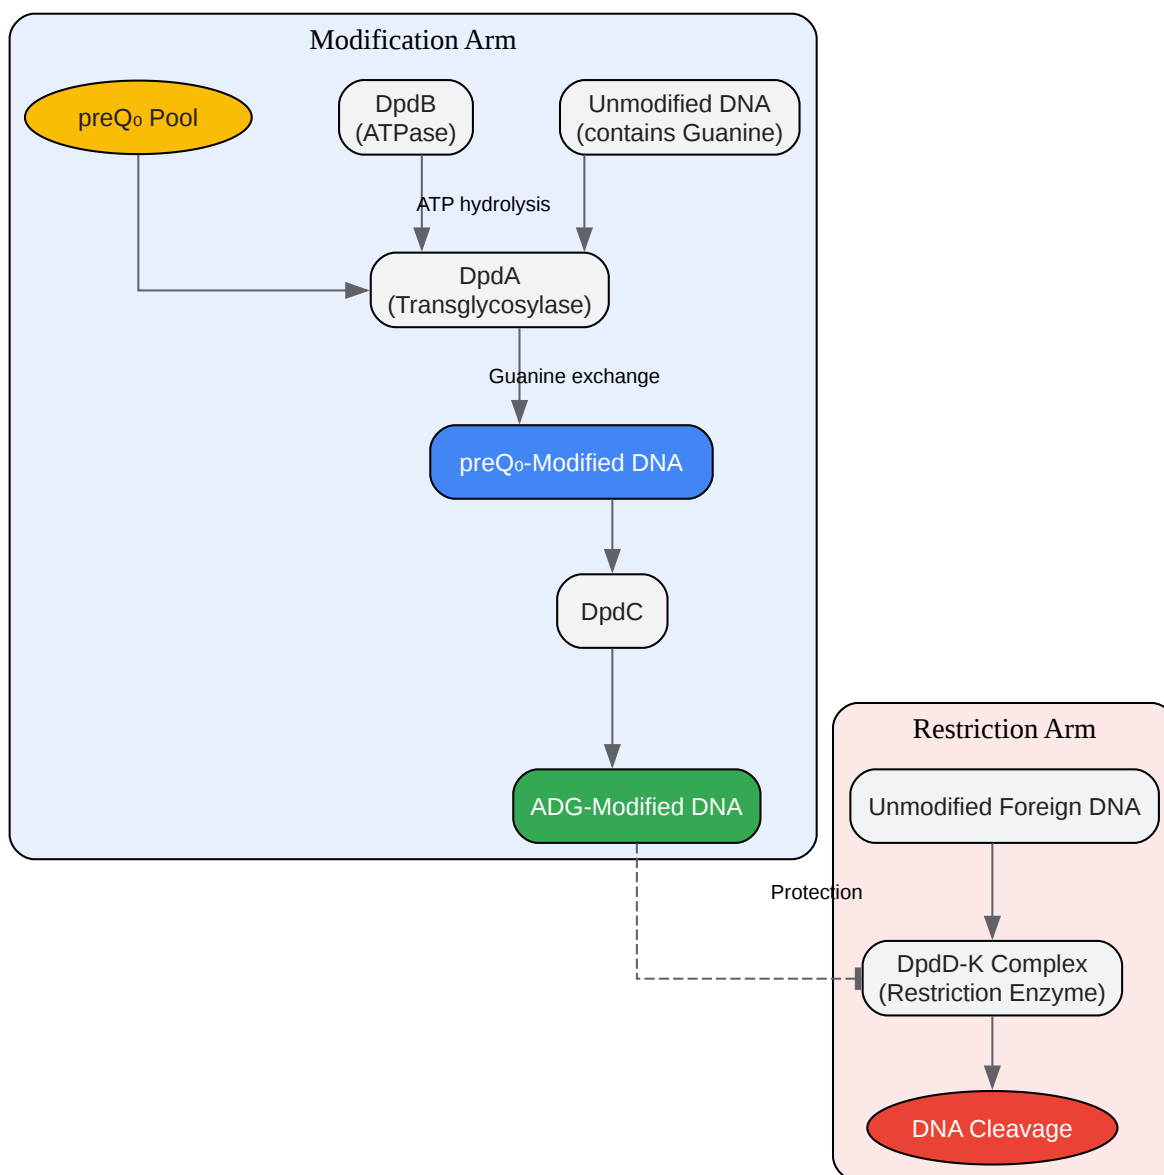 Modification Arm
preQ₀ Pool
DpdB
(ATPase)
Unmodified DNA
(contains Guanine)
ATP hydrolysis
DpdA
(Transglycosylase)
Guanine exchange
preQ₀-Modified DNA
DpdC
ADG-Modified DNA
Restriction Arm
Unmodified Foreign DNA
Protection
DpdD-K Complex
(Restriction Enzyme)
DNA Cleavage